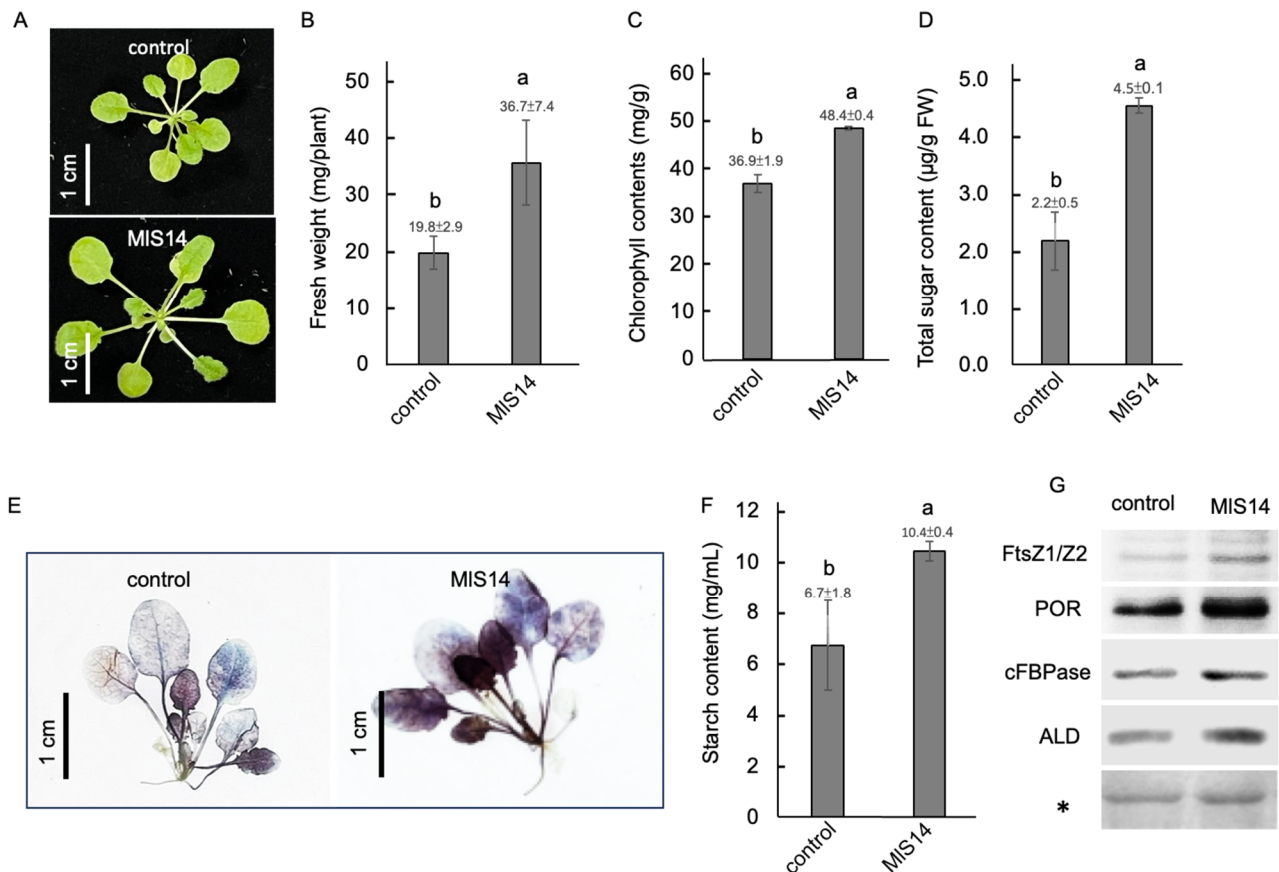 A
control
1 cm
MIS14
1 cm
B
Fresh weight (mg/plant)
50
40
30
20
10
0
b
19.8±2.9
a
36.7±7.4
control
MIS14
C
Chlorophyll contents (mg/g)
60
50
40
30
20
10
0
b
36.9±1.9
a
48.4±0.4
control
MIS14
D
Total sugar content (µg/g FW)
5.0
4.0
3.0
2.0
1.0
0.0
b
2.2±0.5
a
4.5±0.1
control
MIS14
E
control
1 cm
MIS14
1 cm
F
Starch content (mg/mL)
12
10
8
6
4
2
0
b
6.7±1.8
a
10.4±0.4
control
MIS14
G
control MIS14
FtsZ1/Z2
POR
cFBPase
ALD
*